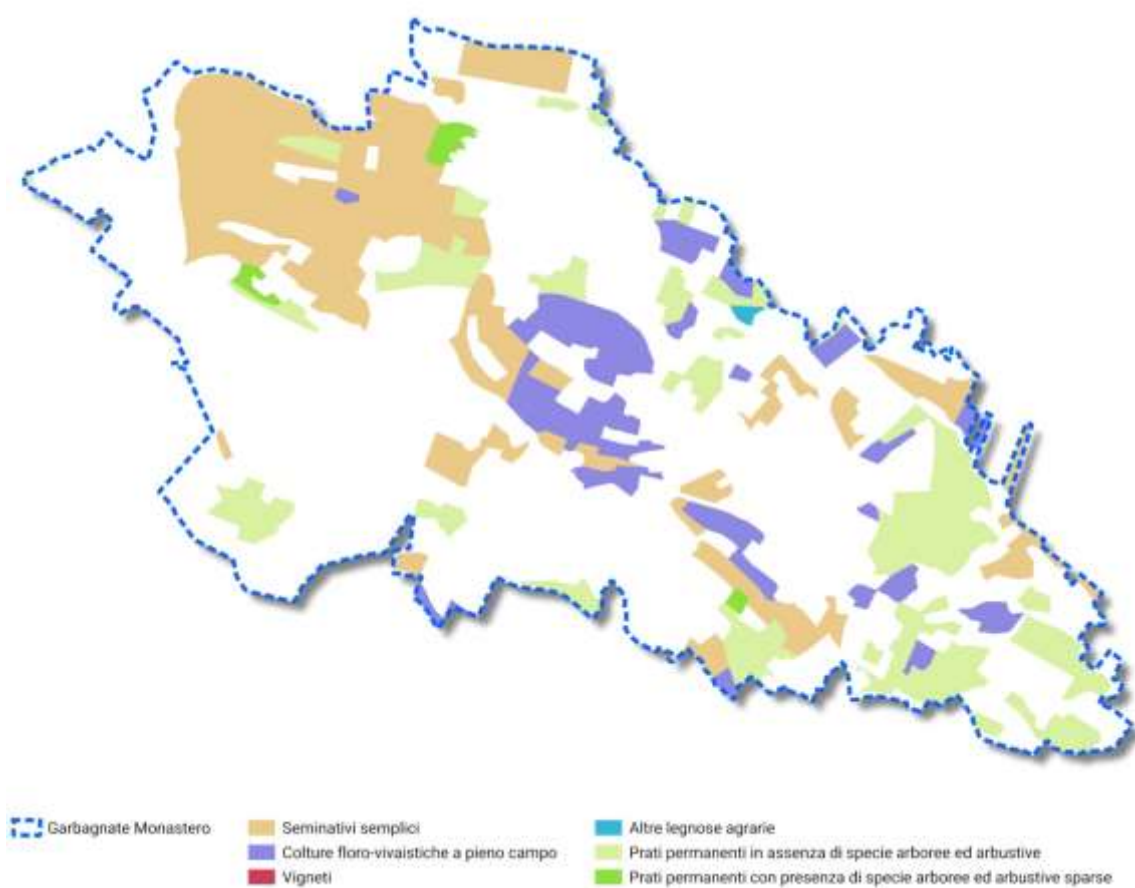 Garbagnate Monastero
Seminativi semplici
Colture floro-vivaistiche a pieno campo
Vigneti
Altre legnose agrarie
Prati permanenti in assenza di specie arboree ed arbustive
Prati permanenti con presenza di specie arboree ed arbustive sparse